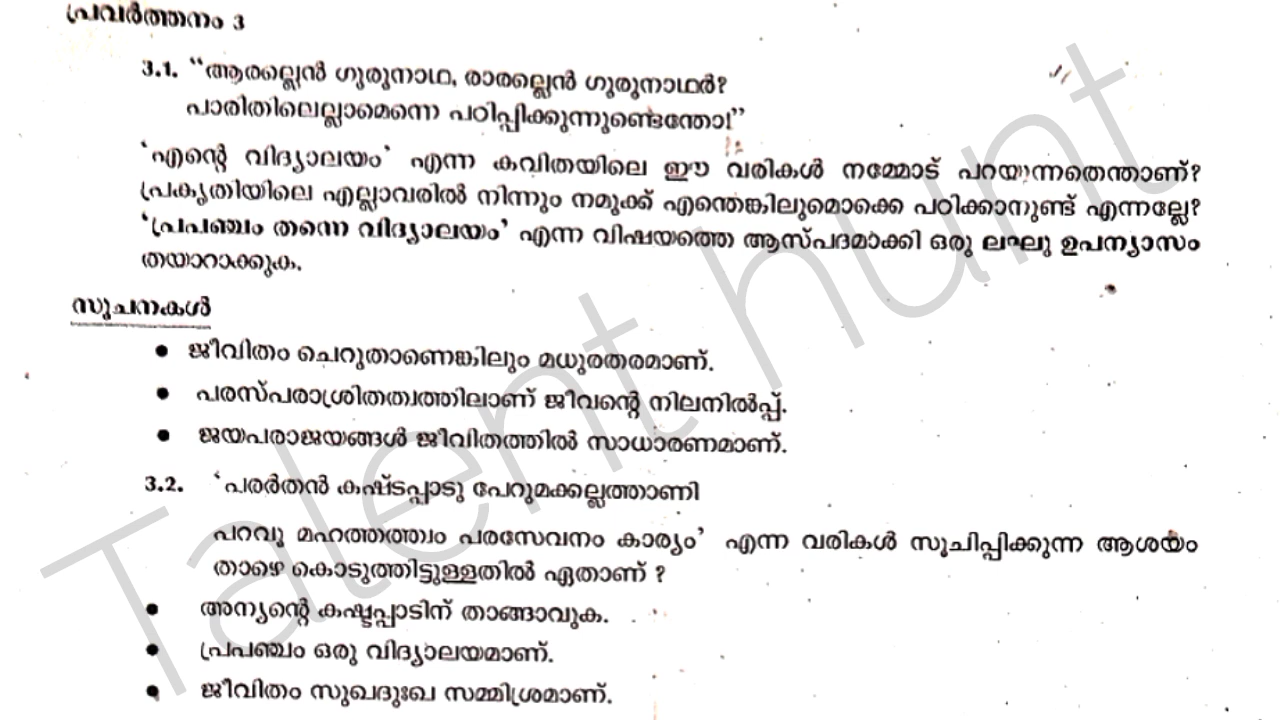 പ്രവർത്തനം 3
3.1. "ആരല്ലെൻ ഗുരുനാഥ, രാരല്ലെൻ ഗുരുനാഥർ?
പാരിതിലെല്ലാമെന്നെ പഠിപ്പിക്കുന്നുണ്ടെന്തോ!"
'എന്റെ വിദ്യാലയം' എന്ന കവിതയിലെ ഈ വരികൾ നമ്മോട് പറയുന്നതെന്താണ്?
പ്രകൃതിയിലെ എല്ലാവരിൽ നിന്നും നമുക്ക് എന്തെങ്കിലുമൊക്കെ പഠിക്കാനുണ്ട് എന്നല്ലേ?
'പ്രപഞ്ചം തന്നെ വിദ്യാലയം' എന്ന വിഷയത്തെ ആസ്പദമാക്കി ഒരു ലഘു ഉപന്യാസം
തയാറാക്കുക.
സൂചനകൾ
• ജീവിതം ചെറുതാണെങ്കിലും മധുരതരമാണ്.
• പരസ്പരാശ്രിതത്വത്തിലാണ് ജീവന്റെ നിലനിൽപ്പ്.
• ജയപരാജയങ്ങൾ ജീവിതത്തിൽ സാധാരണമാണ്.
3.2. 'പരർതൻ കഷ്ടപ്പാടു പേറുമക്കല്ലത്താണി
പറവൂ മഹത്തത്ത്വം പരസേവനം കാര്യം' എന്ന വരികൾ സൂചിപ്പിക്കുന്ന ആശയം
താഴെ കൊടുത്തിട്ടുള്ളതിൽ ഏതാണ് ?
• അന്യന്റെ കഷ്ടപ്പാടിന് താങ്ങാവുക.
• പ്രപഞ്ചം ഒരു വിദ്യാലയമാണ്.
• ജീവിതം സുഖദുഃഖ സമ്മിശ്രമാണ്.
Talent hunt